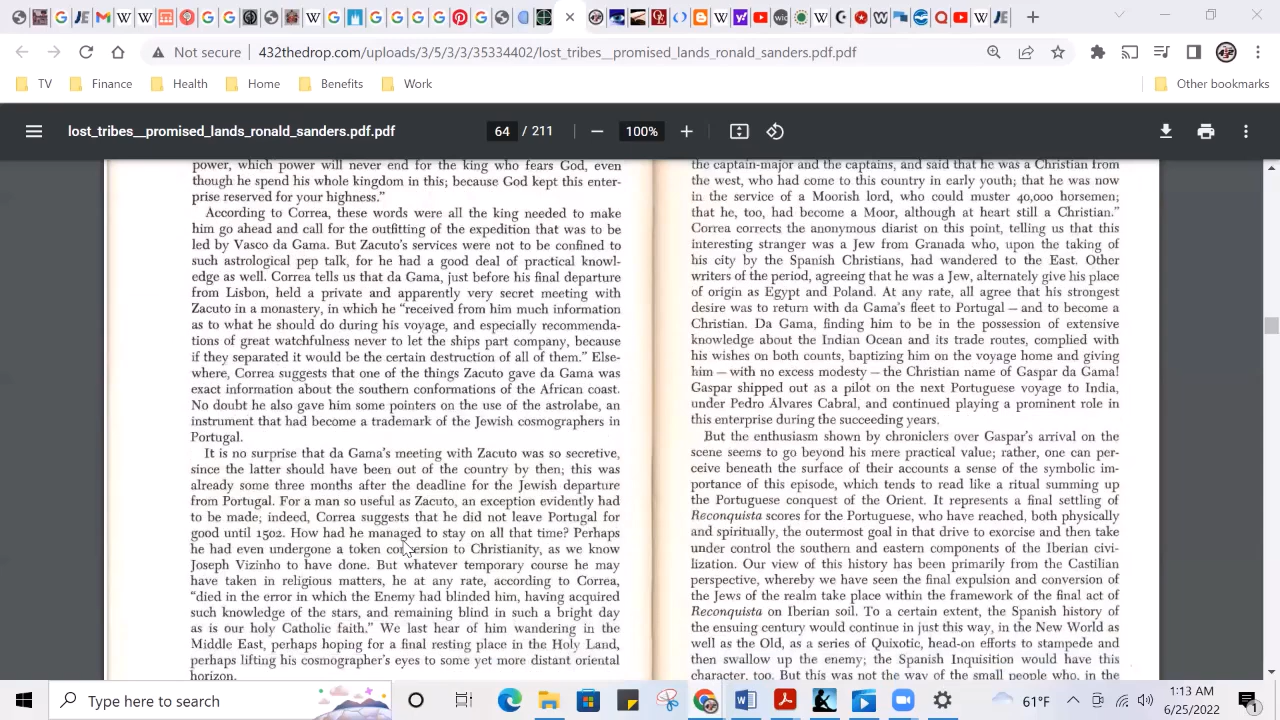 Not secure
432thedrop.com/uploads/3/5/3/3/35334402/lost_tribes__promised_lands_ronald_sanders.pdf.pdf
TV
Finance
Health
Home
Benefits
Work
Other bookmarks
lost_tribes__promised_lands_ronald_sanders.pdf.pdf
64 / 211
100%
power, which power will never end for the king who fears God, even
though he spend his whole kingdom in this; because God kept this enter-
prise reserved for your highness."
According to Correa, these words were all the king needed to make
him go ahead and call for the outfitting of the expedition that was to be
led by Vasco da Gama. But Zacuto's services were not to be confined to
such astrological pep talk, for he had a good deal of practical knowl-
edge as well. Correa tells us that da Gama, just before his final departure
from Lisbon, held a private and apparently very secret meeting with
Zacuto in a monastery, in which he "received from him much information
as to what he should do during his voyage, and especially recommenda-
tions of great watchfulness never to let the ships part company, because
if they separated it would be the certain destruction of all of them." Else-
where, Correa suggests that one of the things Zacuto gave da Gama was
exact information about the southern conformations of the African coast.
No doubt he also gave him some pointers on the use of the astrolabe, an
instrument that had become a trademark of the Jewish cosmographers in
Portugal.
It is no surprise that da Gama's meeting with Zacuto was so secretive,
since the latter should have been out of the country by then; this was
already some three months after the deadline for the Jewish departure
from Portugal. For a man so useful as Zacuto, an exception evidently had
to be made; indeed, Correa suggests that he did not leave Portugal for
good until 1502. How had he managed to stay on all that time? Perhaps
he had even undergone a token conversion to Christianity, as we know
Joseph Vizinho to have done. But whatever temporary course he may
have taken in religious matters, he at any rate, according to Correa,
"died in the error in which the Enemy had blinded him, having acquired
such knowledge of the stars, and remaining blind in such a bright day
as is our holy Catholic faith." We last hear of him wandering in the
Middle East, perhaps hoping for a final resting place in the Holy Land,
perhaps lifting his cosmographer's eyes to some yet more distant oriental
horizon.
the captain-major and the captains, and said that he was a Christian from
the west, who had come to this country in early youth; that he was now
in the service of a Moorish lord, who could muster 40,000 horsemen;
that he, too, had become a Moor, although at heart still a Christian."
Correa corrects the anonymous diarist on this point, telling us that this
interesting stranger was a Jew from Granada who, upon the taking of
his city by the Spanish Christians, had wandered to the East. Other
writers of the period, agreeing that he was a Jew, alternately give his place
of origin as Egypt and Poland. At any rate, all agree that his strongest
desire was to return with da Gama's fleet to Portugal — and to become a
Christian. Da Gama, finding him to be in the possession of extensive
knowledge about the Indian Ocean and its trade routes, complied with
his wishes on both counts, baptizing him on the voyage home and giving
him — with no excess modesty — the Christian name of Gaspar da Gama!
Gaspar shipped out as a pilot on the next Portuguese voyage to India,
under Pedro Álvares Cabral, and continued playing a prominent role in
this enterprise during the succeeding years.
But the enthusiasm shown by chroniclers over Gaspar's arrival on the
scene seems to go beyond his mere practical value; rather, one can per-
ceive beneath the surface of their accounts a sense of the symbolic im-
portance of this episode, which tends to read like a ritual summing up
the Portuguese conquest of the Orient. It represents a final settling of
Reconquista scores for the Portuguese, who have reached, both physically
and spiritually, the outermost goal in that drive to exorcise and then take
under control the southern and eastern components of the Iberian civi-
lization. Our view of this history has been primarily from the Castilian
perspective, whereby we have seen the final expulsion and conversion of
the Jews of the realm take place within the framework of the final act of
Reconquista on Iberian soil. To a certain extent, the Spanish history of
the ensuing century would continue in just this way, in the New World as
well as the Old, as a series of Quixotic, head-on efforts to stampede and
then swallow up the enemy; the Spanish Inquisition would have this
character, too. But this was not the way of the small people who, in the
Type here to search
61°F
1:13 AM
6/25/2022